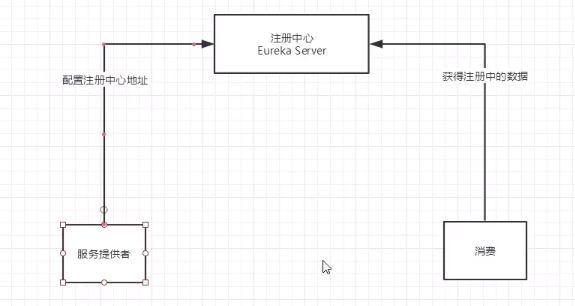 注册中心
Eureka Server
配置注册中心地址
获得注册中的数据
服务提供者
消费